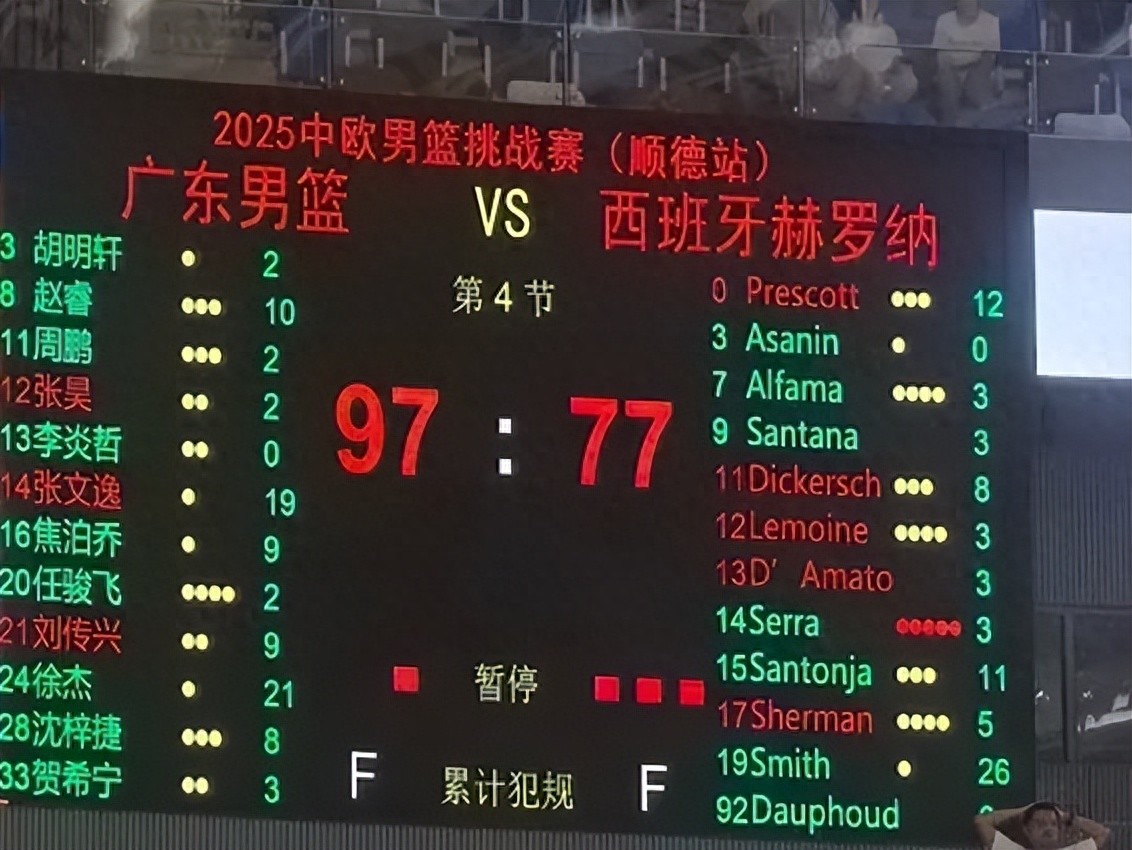 2025中欧男篮挑战赛（顺德站）
广东男篮 VS 西班牙赫罗纳
第4节
97 : 77
暂停
F 累计犯规 F
3 胡明轩 2
8 赵睿 10
11周鹏 2
12张昊 2
13李炎哲 0
14张文逸 19
16焦泊乔 9
20任骏飞 2
21刘传兴 9
24徐杰 21
28沈梓捷 8
33贺希宁 3
0 Prescott 12
3 Asanin 0
7 Alfama 3
9 Santana 3
11Dickersch 8
12Lemoine 3
13D' Amato 3
14Serra 3
15Santonja 11
17Sherman 5
19Smith 26
92Dauphoud